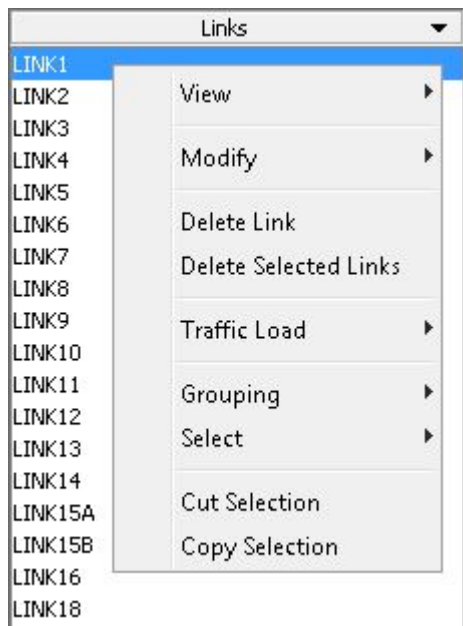 Links
LINK1
LINK2
LINK3
LINK4
LINK5
LINK6
LINK7
LINK8
LINK9
LINK10
LINK11
LINK12
LINK13
LINK14
LINK15A
LINK15B
LINK16
LINK18
View
Modify
Delete Link
Delete Selected Links
Traffic Load
Grouping
Select
Cut Selection
Copy Selection